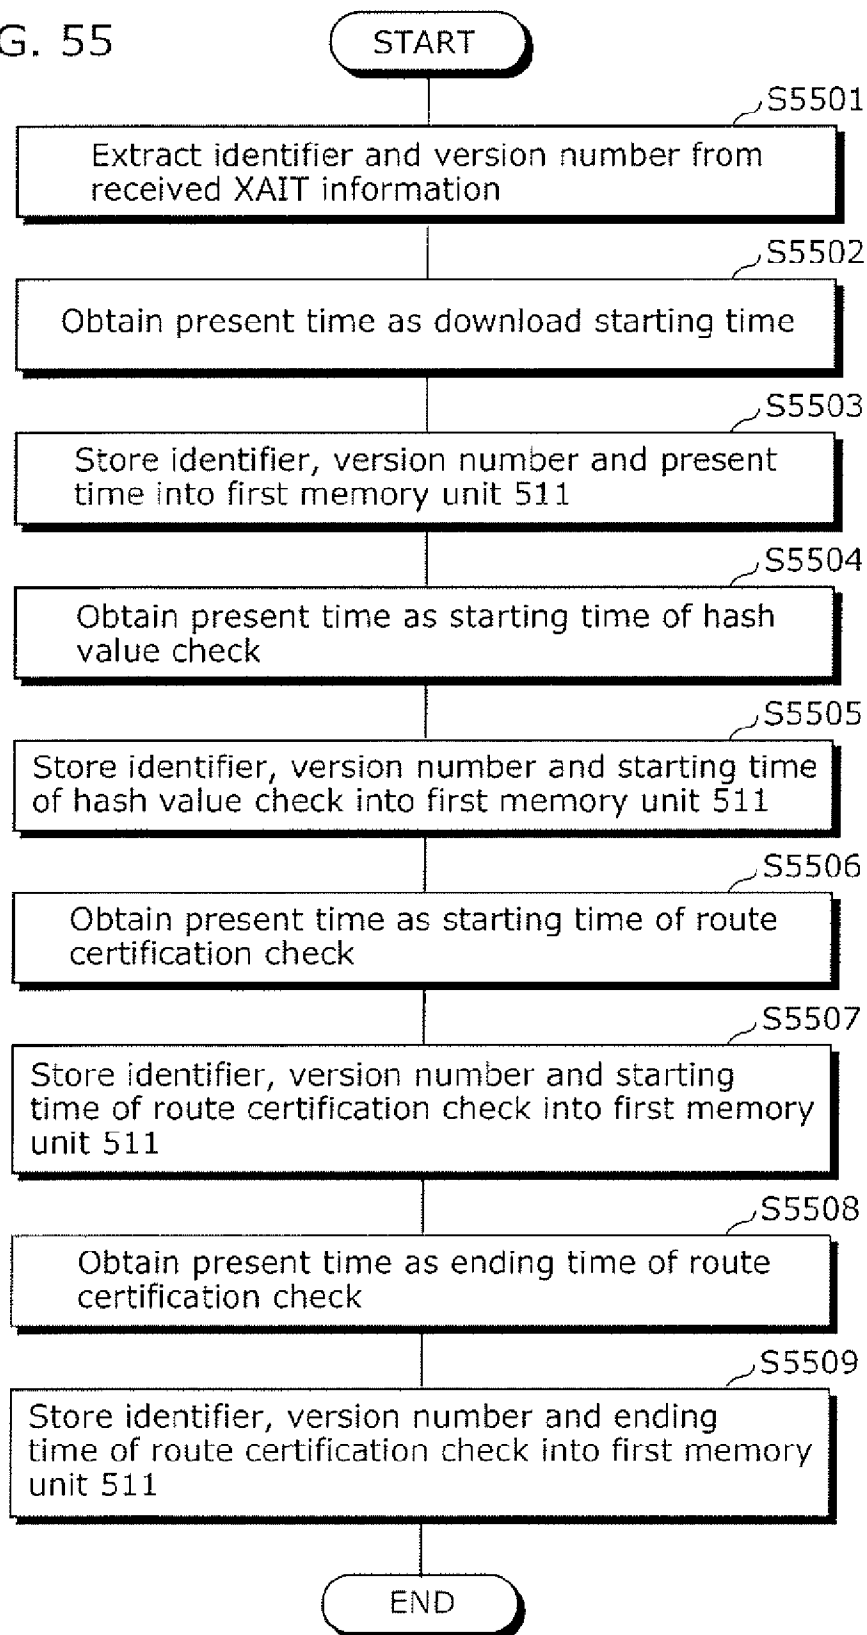 G. 55
START
S5501
Extract identifier and version number from
received XAIT information
S5502
Obtain present time as download starting time
S5503
Store identifier, version number and present
time into first memory unit 511
S5504
Obtain present time as starting time of hash
value check
S5505
Store identifier, version number and starting time
of hash value check into first memory unit 511
S5506
Obtain present time as starting time of route
certification check
S5507
Store identifier, version number and starting
time of route certification check into first memory
unit 511
S5508
Obtain present time as ending time of route
certification check
S5509
Store identifier, version number and ending
time of route certification check into first memory
unit 511
END